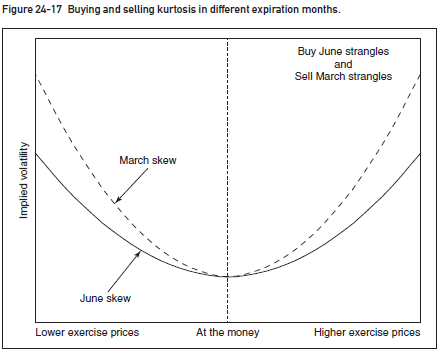 Figure 24-17 Buying and selling kurtosis in different expiration months.
Buy June strangles
and
Sell March strangles
Implied volatility
March skew
June skew
Lower exercise prices
At the money
Higher exercise prices